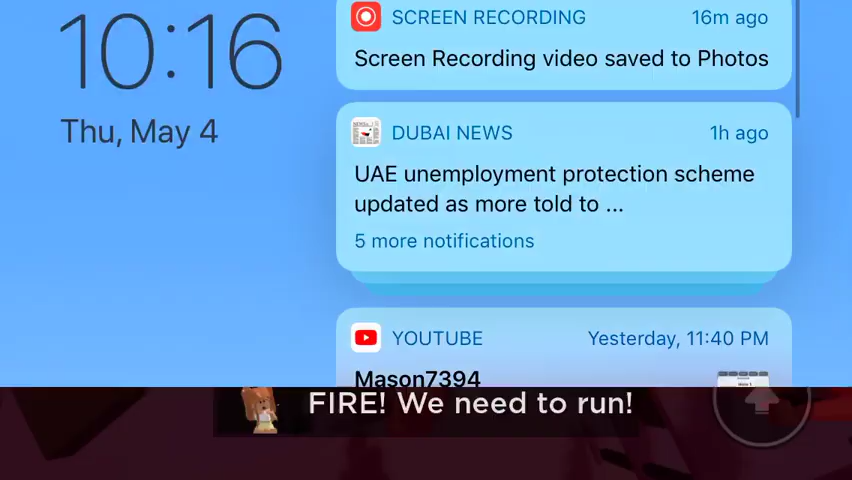 10:16
Thu, May 4
SCREEN RECORDING 16m ago
Screen Recording video saved to Photos
DUBAI NEWS 1h ago
UAE unemployment protection scheme
updated as more told to ...
5 more notifications
YOUTUBE Yesterday, 11:40 PM
Mason7394
FIRE! We need to run!